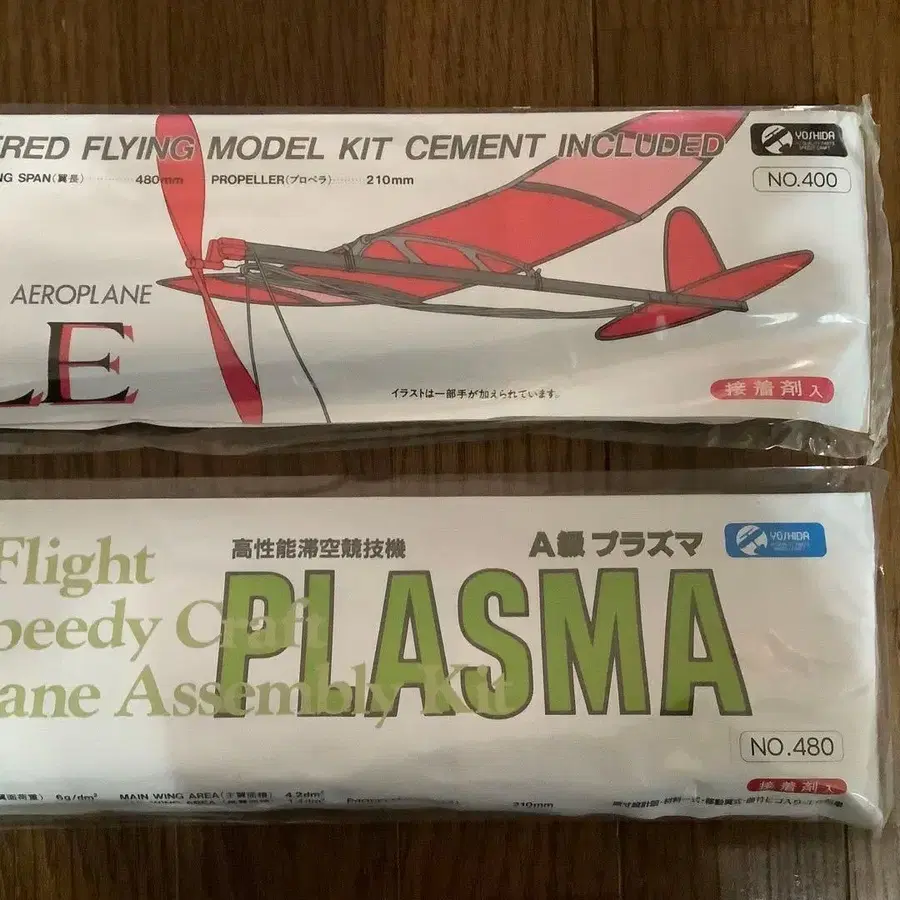 RED FLYING MODEL KIT CEMENT INCLUDED
YOSHIDA
NG SPAN(翼長)········480mm PROPELLER(プロペラ)······210mm
NO.400
AEROPLANE
LE
イラストは一部手が加えられています。
接着剤入
Flight
高性能滞空競技機
A級 プラズマ
YOSHIDA
peedy Craft
PLASMA
ane Assembly Kit
NO.480
接着剤入
6g/dm² MAIN WING AREA(主翼面積) 4.2dm²
210mm